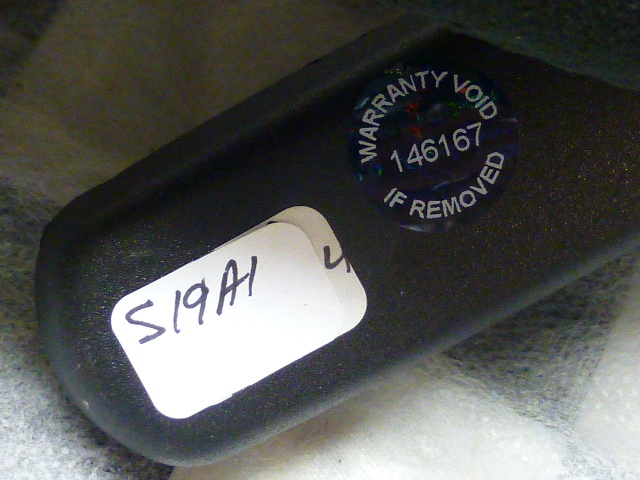 WARRANTY VOID
146167
IF REMOVED
S19A1